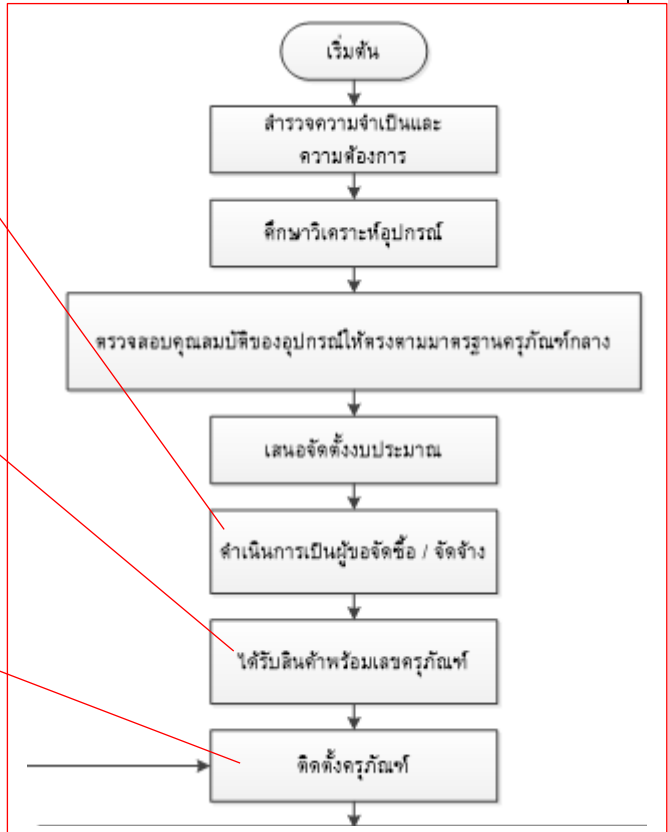 เริ่มต้น
สำรวจความจำเป็นและ
ความต้องการ
ศึกษาวิเคราะห์อุปกรณ์
ตรวจสอบคุณสมบัติของอุปกรณ์ให้ตรงตามมาตรฐานครุภัณฑ์กลาง
เสนอจัดตั้งงบประมาณ
ดำเนินการเป็นผู้ขอจัดซื้อ / จัดจ้าง
ได้รับสินค้าพร้อมเลขครุภัณฑ์
ติดตั้งครุภัณฑ์